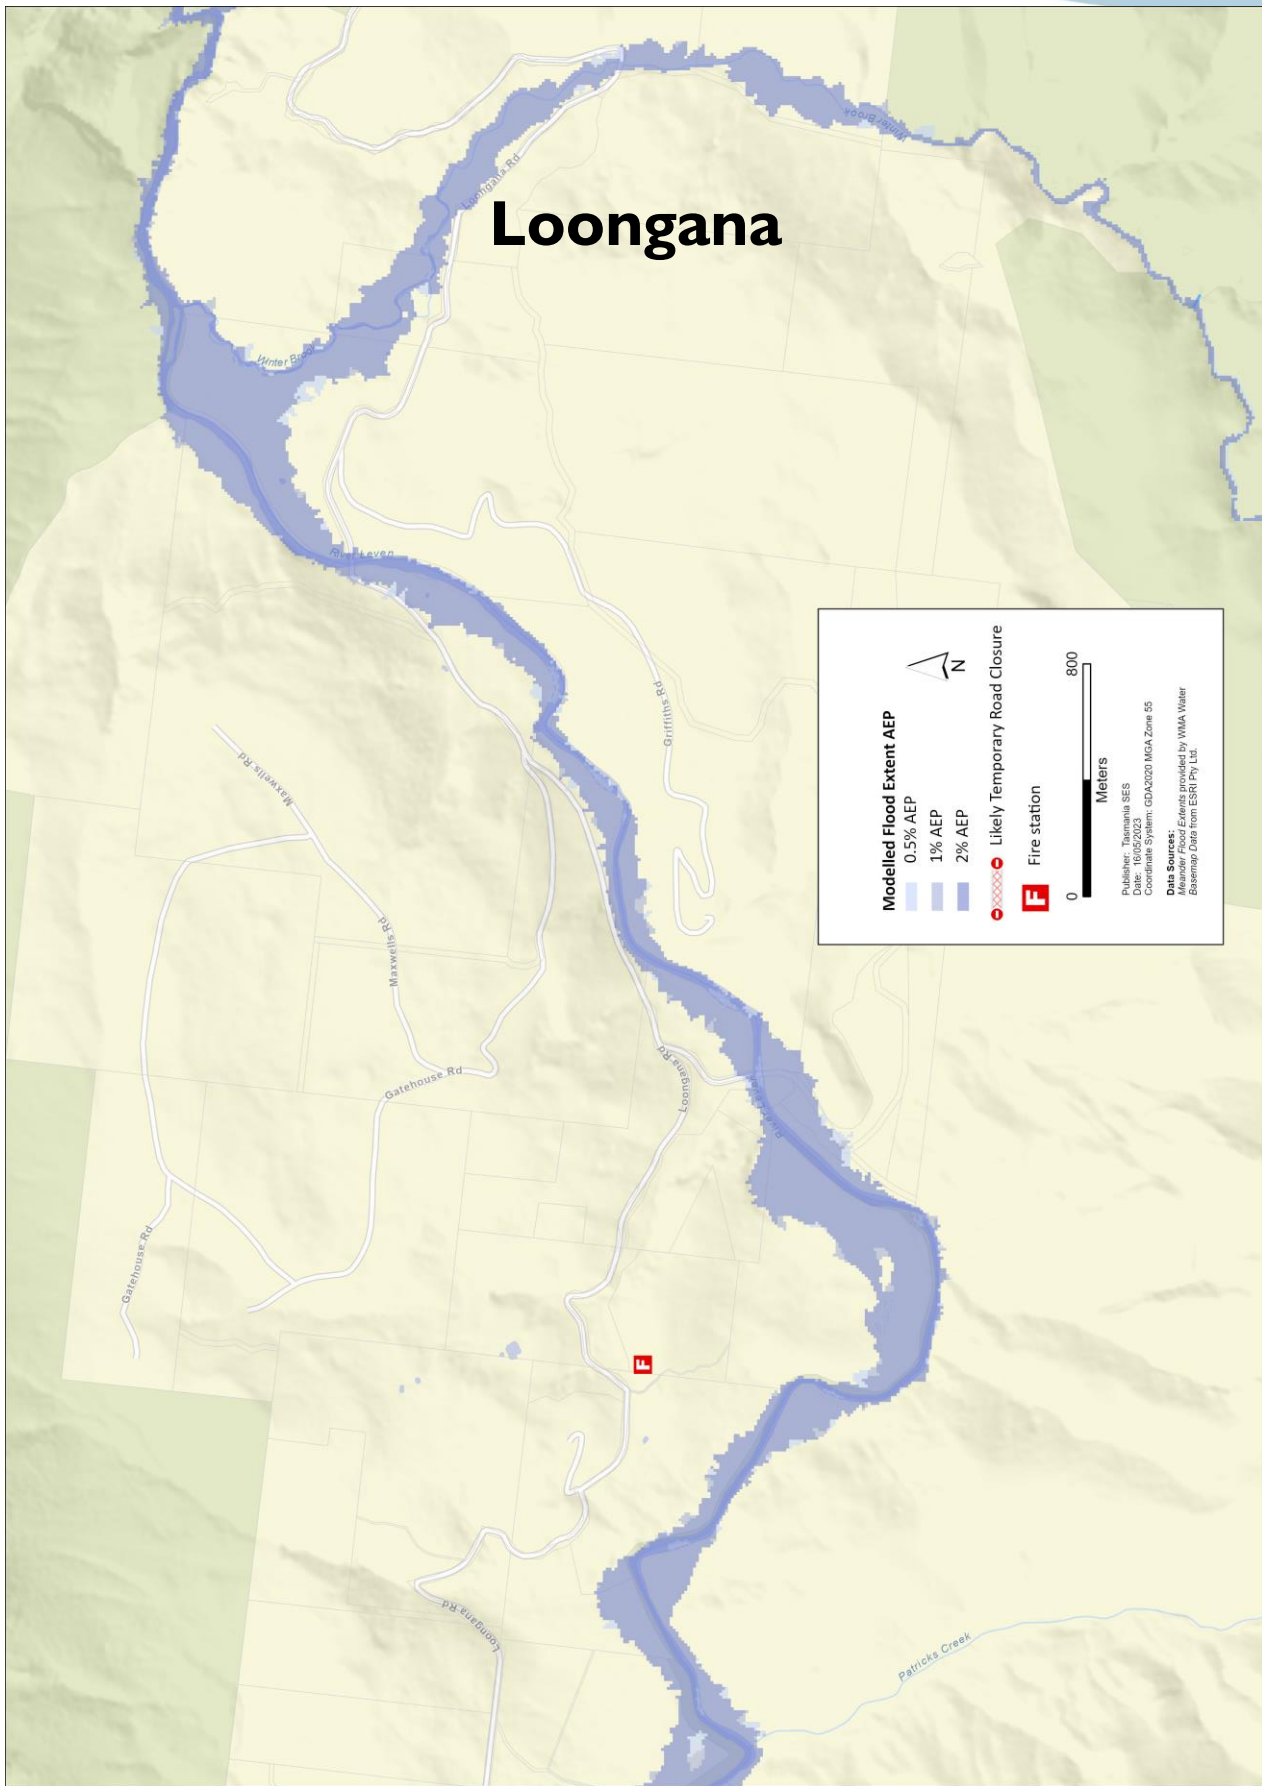 Loongana
Winter Brook
Loongana Rd
Winter Brook
River Leven
Maxwells Rd
Griffiths Rd
Maxwells Rd
Gatehouse Rd
Loongana Rd
River Leven
Gatehouse Rd
Loongana Rd
Patricks Creek
F
Modelled Flood Extent AEP
0.5% AEP
1% AEP
2% AEP
N
Likely Temporary Road Closure
F Fire station
0 800
Meters
Publisher: Tasmania SES
Date: 16/05/2023
Coordinate System: GDA2020 MGA Zone 55
Data Sources:
Meander Flood Extents provided by WMA Water
Basemap Data from ESRI Pty Ltd.